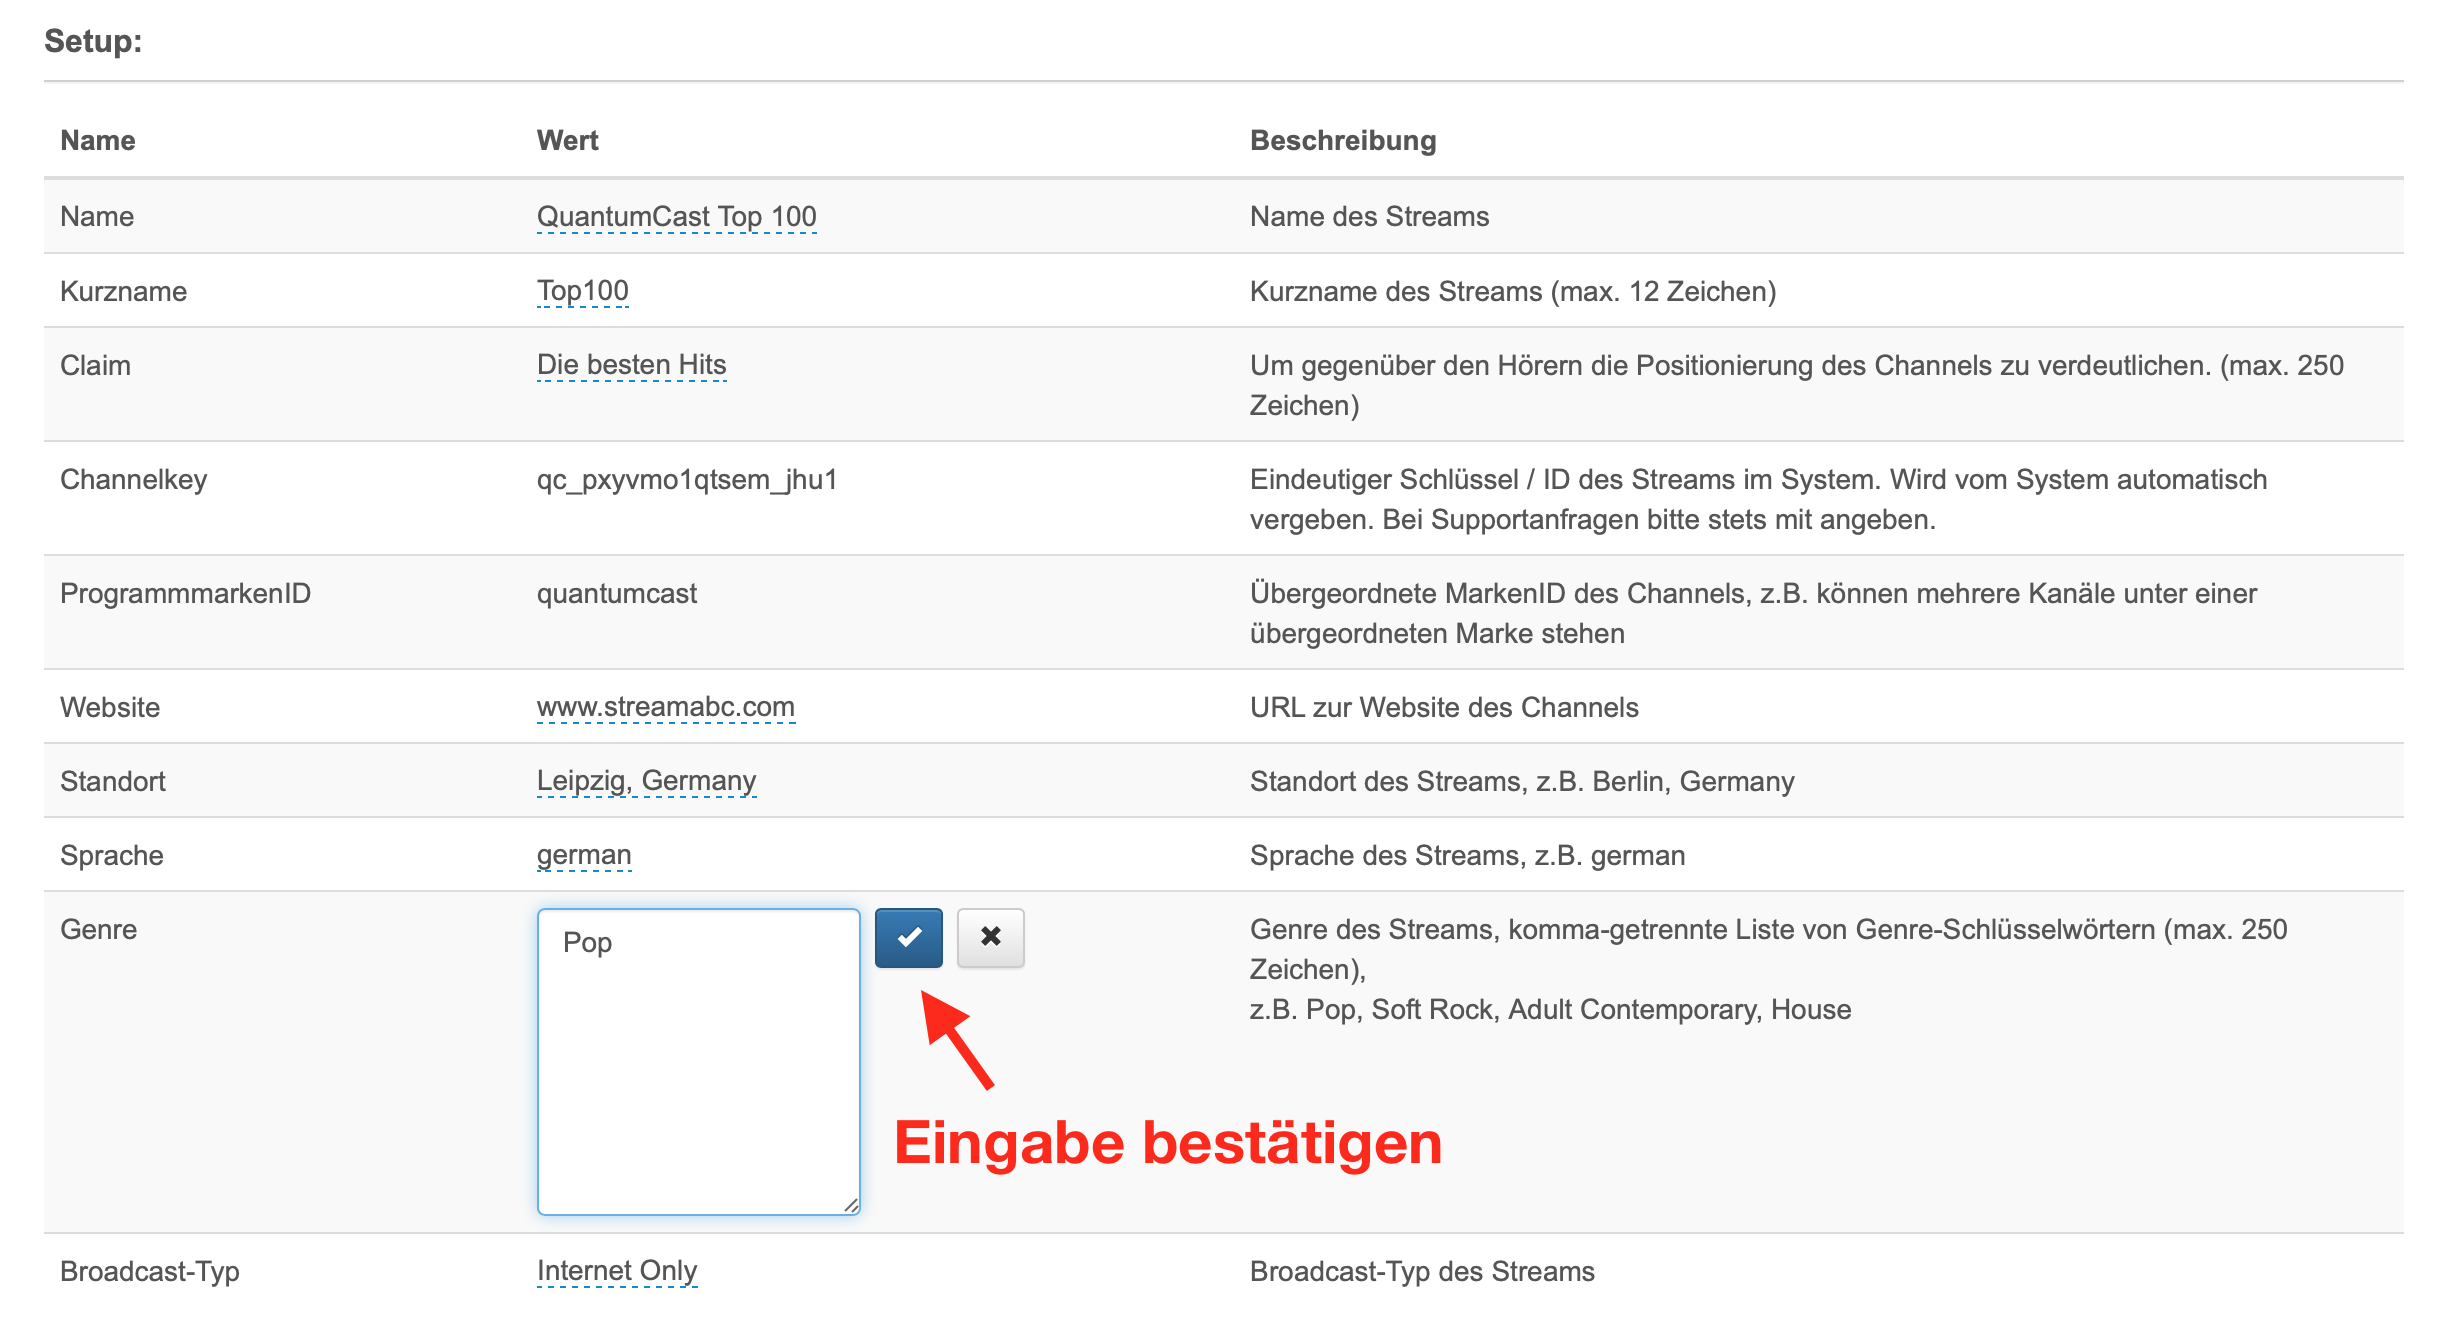 Setup:
Name Wert Beschreibung
Name QuantumCast Top 100 Name des Streams
Kurzname Top100 Kurzname des Streams (max. 12 Zeichen)
Claim Die besten Hits Um gegenüber den Hörern die Positionierung des Channels zu verdeutlichen. (max. 250
Zeichen)
Channelkey qc_pxyvmo1qtsem_jhu1 Eindeutiger Schlüssel / ID des Streams im System. Wird vom System automatisch
vergeben. Bei Supportanfragen bitte stets mit angeben.
ProgrammmarkenID quantumcast Übergeordnete MarkenID des Channels, z.B. können mehrere Kanäle unter einer
übergeordneten Marke stehen
Website www.streamabc.com URL zur Website des Channels
Standort Leipzig, Germany Standort des Streams, z.B. Berlin, Germany
Sprache german Sprache des Streams, z.B. german
Genre Pop Genre des Streams, komma-getrennte Liste von Genre-Schlüsselwörtern (max. 250
Zeichen),
z.B. Pop, Soft Rock, Adult Contemporary, House
Eingabe bestätigen
Broadcast-Typ Internet Only Broadcast-Typ des Streams